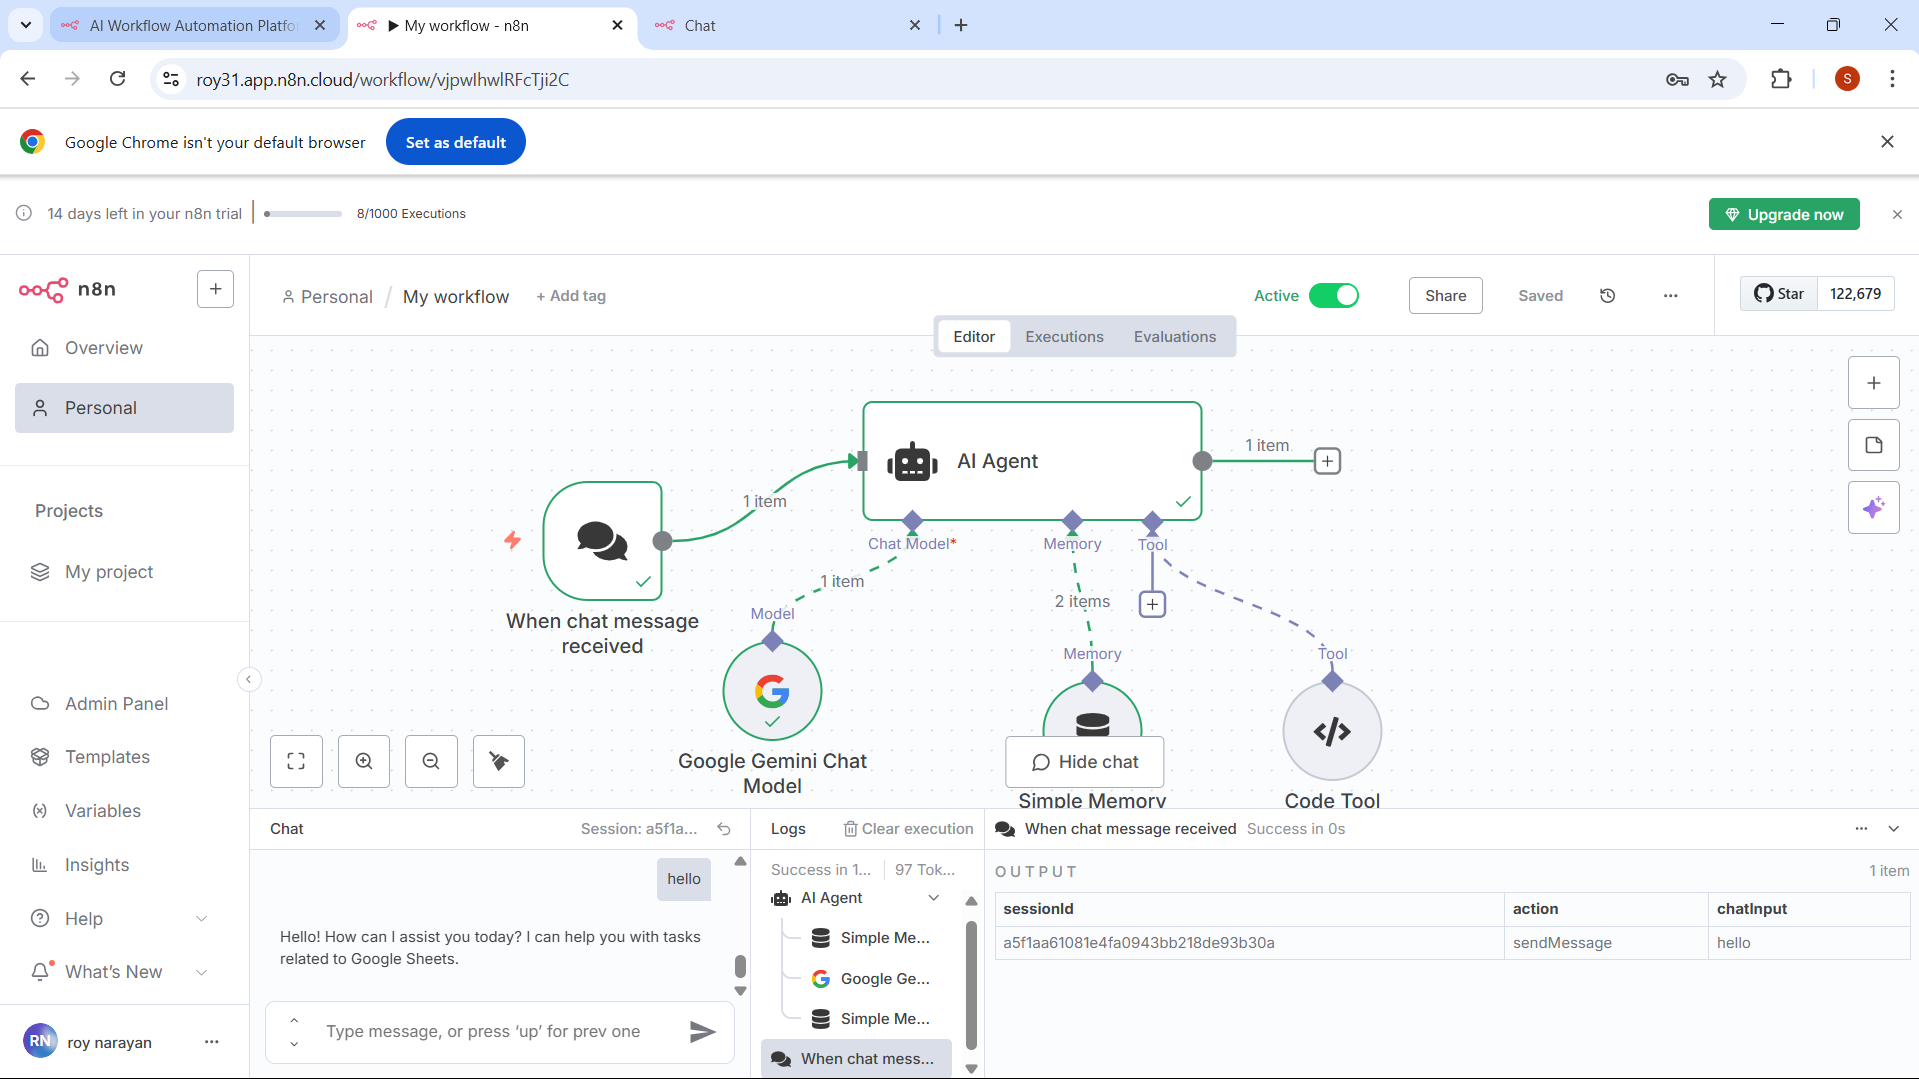 AI Workflow Automation Platfo
▶ My workflow - n8n
Chat
roy31.app.n8n.cloud/workflow/vjpwIhwlRFcTji2C
S
Google Chrome isn't your default browser
Set as default
14 days left in your n8n trial
8/1000 Executions
Upgrade now
n8n
Personal / My workflow
+ Add tag
Active
Share
Saved
Star
122,679
Editor
Executions
Evaluations
Overview
Personal
Projects
My project
Admin Panel
Templates
Variables
Insights
Help
What's New
RN
roy narayan
AI Agent
1 item
1 item
Chat Model*
Memory
Tool
1 item
2 items
Model
Memory
Tool
When chat message
received
Google Gemini Chat
Model
Hide chat
Simple Memory
Code Tool
Chat
Session: a5f1a...
hello
Hello! How can I assist you today? I can help you with tasks
related to Google Sheets.
Type message, or press ‘up’ for prev one
Logs
Clear execution
Success in 1...
97 Tok...
AI Agent
Simple Me...
Google Ge...
Simple Me...
When chat mess...
When chat message received
Success in 0s
OUTPUT
1 item
sessionId
action
chatInput
a5f1aa61081e4fa0943bb218de93b30a
sendMessage
hello